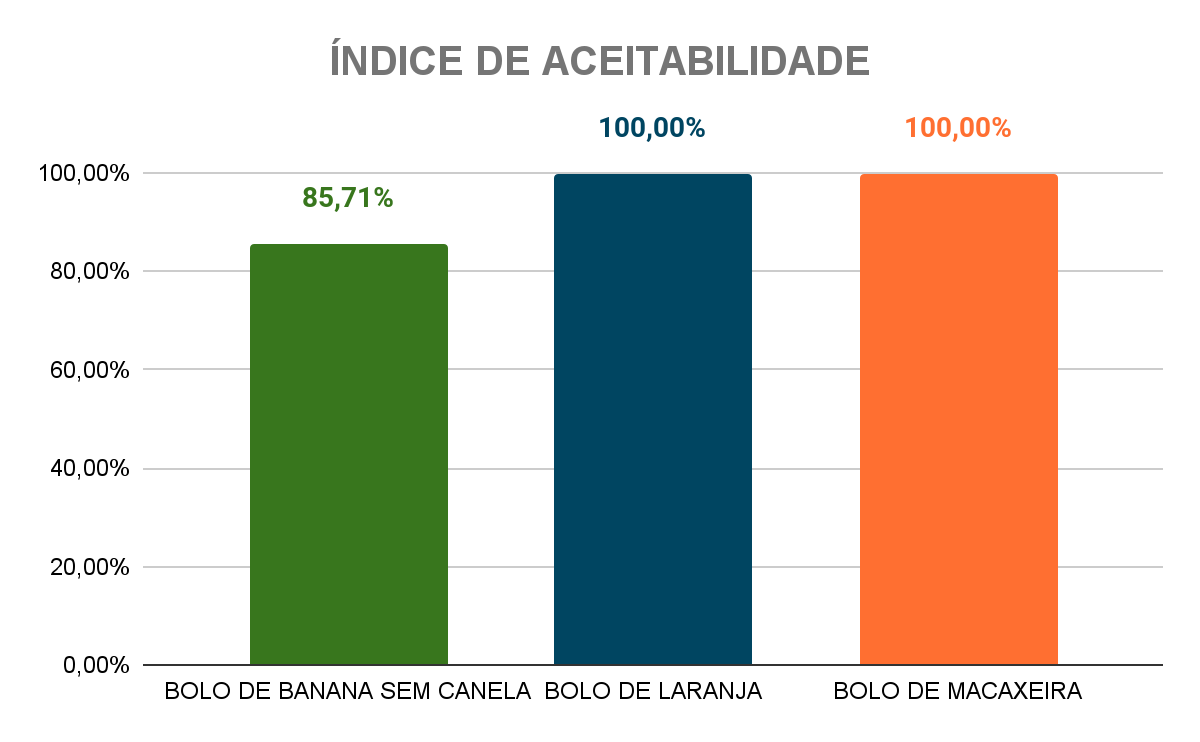 ÍNDICE DE ACEITABILIDADE
100,00%
100,00%
85,71%
100,00%
80,00%
60,00%
40,00%
20,00%
0,00%
BOLO DE BANANA SEM CANELA
BOLO DE LARANJA
BOLO DE MACAXEIRA